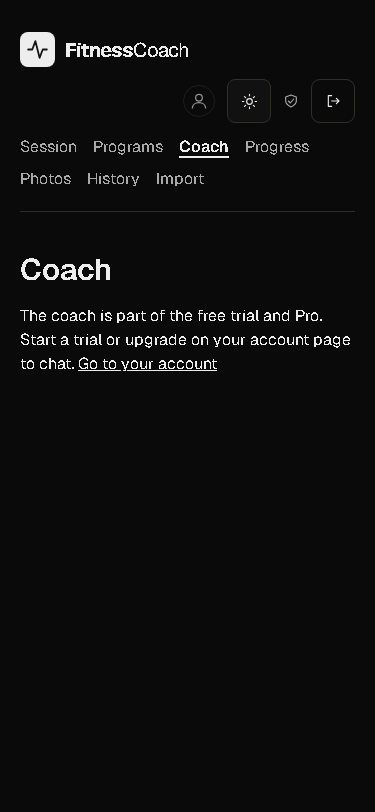 FitnessCoach
Session Programs Coach Progress
Photos History Import
Coach
The coach is part of the free trial and Pro.
Start a trial or upgrade on your account page
to chat. Go to your account